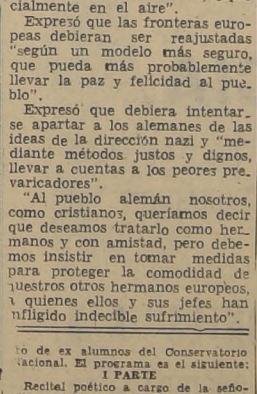 cialmente en el aire".
Expresó que las fronteras euro-
peas debieran ser reajustadas
"según un modelo más seguro,
que pueda más probablemente
llevar la paz y felicidad al pue-
blo".
Expresó que debiera intentar-
se apartar a los alemanes de las
ideas de la dirección nazi y "me-
diante métodos justos y dignos,
llevar a cuentas a los peores pre-
varicadores".
"Al pueblo alemán nosotros,
como cristianos, queríamos decir
que deseamos tratarlo como her-
manos y con amistad, pero debe-
mos insistir en tomar medidas
para proteger la comodidad de
nuestros otros hermanos europeos,
a quienes ellos y sus jefes han
nfligido indecible sufrimiento".
to de ex alumnos del Conservatorio
acional. El programa es el siguiente:
I PARTE
Recital poético a cargo de la seño-